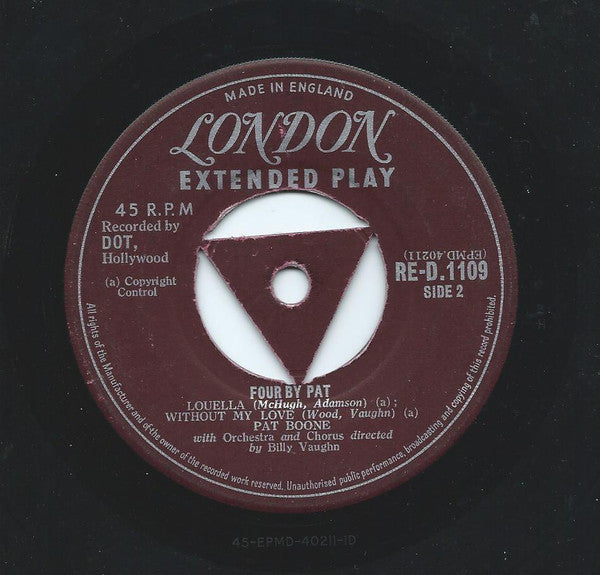 MADE IN ENGLAND
LONDON
EXTENDED PLAY
45 R.P.M
Recorded by
DOT,
Hollywood
(a) Copyright
Control
(EPMD.40211)
RE-D.1109
SIDE 2
FOUR BY PAT
LOUELLA (McHugh, Adamson) (a);
WITHOUT MY LOVE (Wood, Vaughn) (a)
PAT BOONE
with Orchestra and Chorus directed
by Billy Vaughn
All rights of the Manufacturer and of the owner of the recorded work reserved. Unauthorised public performance, broadcasting and copying of this record prohibited.
45-EPMD-40211-1D